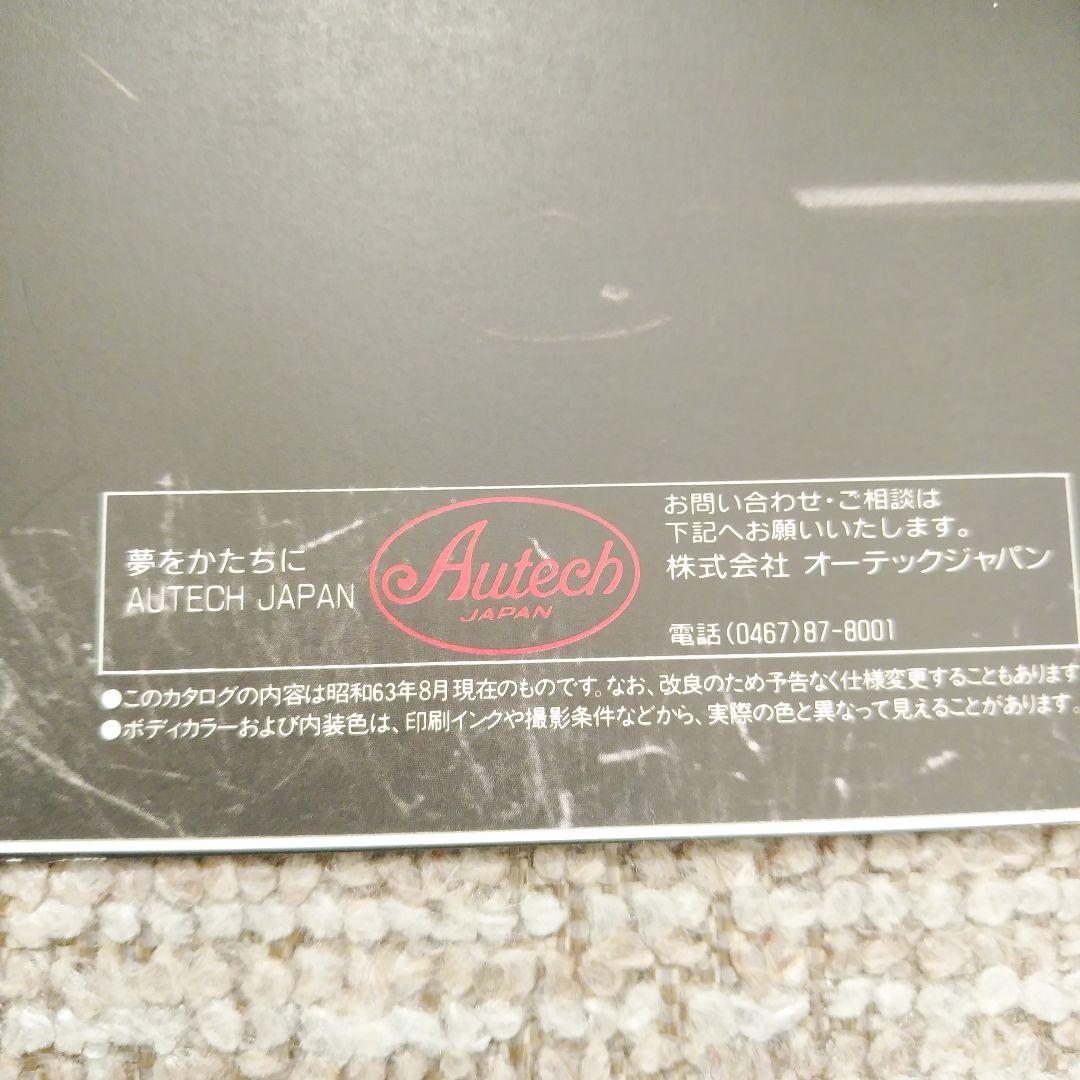 夢をかたちに
AUTECH JAPAN
Autech
JAPAN
お問い合わせ・ご相談は
下記へお願いいたします。
株式会社 オーテックジャパン
電話(0467)87-8001
●このカタログの内容は昭和63年8月現在のものです。なお、改良のため予告なく仕様変更することもあります
●ボディカラーおよび内装色は、印刷インクや撮影条件などから、実際の色と異なって見えることがあります。